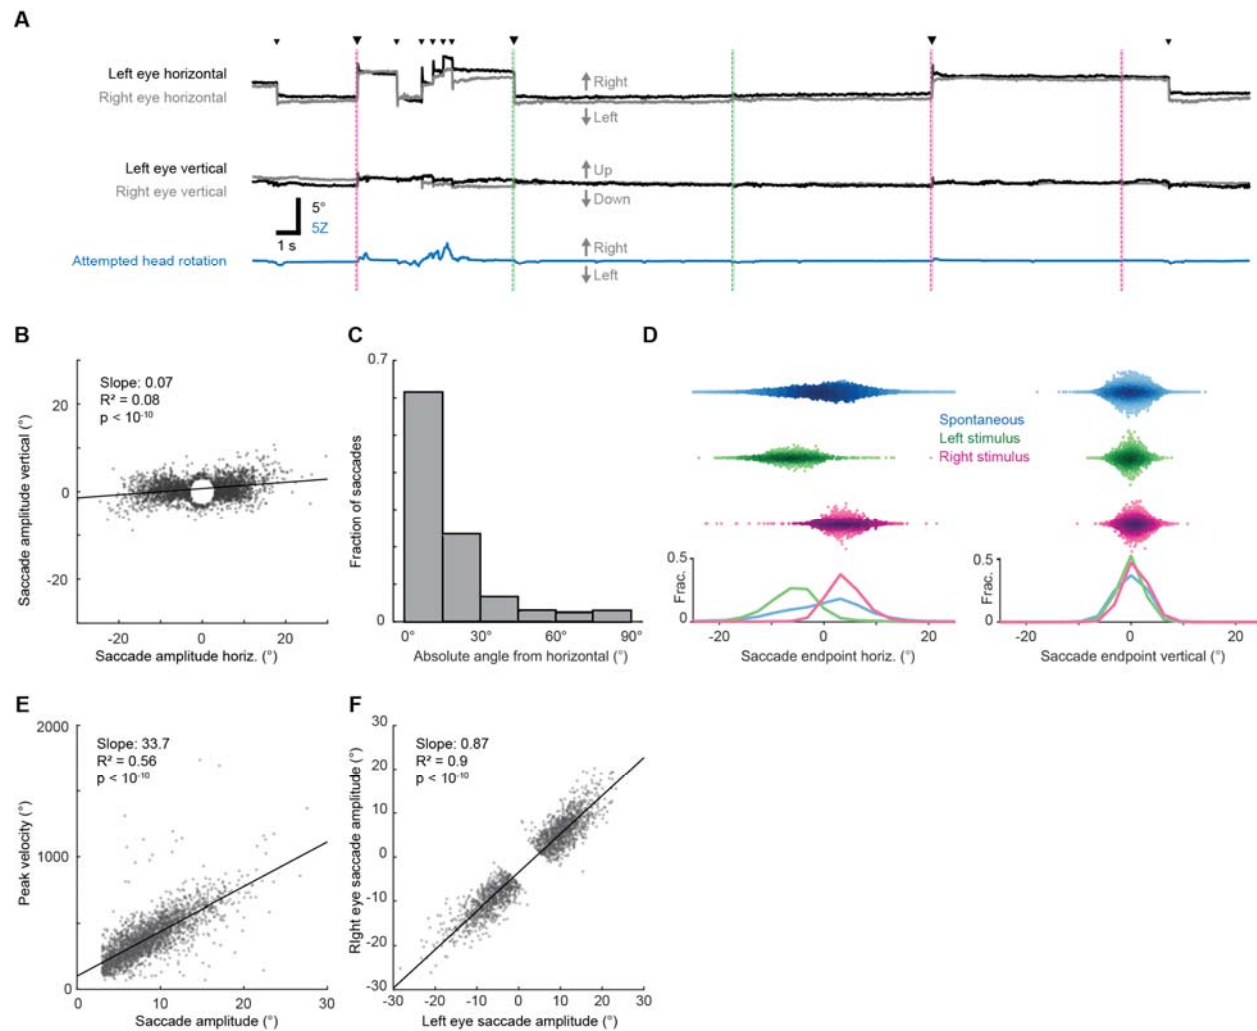 A
Left eye horizontal
Right eye horizontal
Right
Left
Left eye vertical
Right eye vertical
Up
Down
5°
5Z
1 s
Attempted head rotation
Right
Left
B
Slope: 0.07
R² = 0.08
p < 10⁻¹⁰
Saccade amplitude vertical (°)
20
0
-20
-20
0
20
Saccade amplitude horiz. (°)
C
Fraction of saccades
0.7
0
0°
30°
60°
90°
Absolute angle from horizontal (°)
D
Spontaneous
Left stimulus
Right stimulus
Frac.
0.5
0
-20
0
20
Saccade endpoint horiz. (°)
Frac.
0.5
0
-20
0
20
Saccade endpoint vertical (°)
E
Slope: 33.7
R² = 0.56
p < 10⁻¹⁰
Peak velocity (°)
2000
1000
0
0
10
20
30
Saccade amplitude (°)
F
Slope: 0.87
R² = 0.9
p < 10⁻¹⁰
RIght eye saccade amplitude (°)
30
20
10
0
-10
-20
-30
-30
-20
-10
0
10
20
30
Left eye saccade amplitude (°)